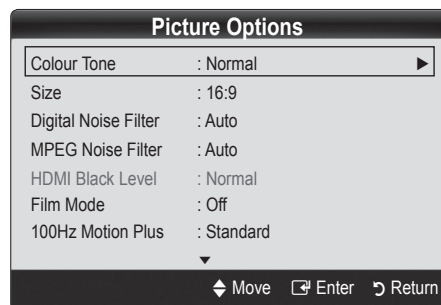 Picture Options
Colour Tone : Normal ►
Size : 16:9
Digital Noise Filter : Auto
MPEG Noise Filter : Auto
HDMI Black Level : Normal
Film Mode : Off
100Hz Motion Plus : Standard
▼
Move Enter Return